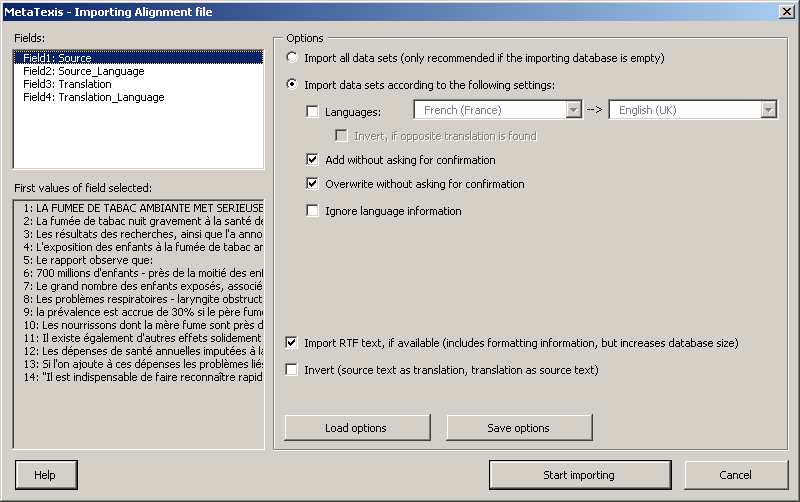 MetaTexis - Importing Alignment file
Fields:
Field1: Source
Field2: Source_Language
Field3: Translation
Field4: Translation_Language
First values of field selected:
1: LA FUMEE DE TABAC AMBIANTE MET SERIEUSE
2: La fumée de tabac nuit gravement à la santé de
3: Les résultats des recherches, ainsi que l'a anno
4: L'exposition des enfants à la fumée de tabac am
5: Le rapport observe que:
6: 700 millions d'enfants - près de la moitié des enf
7: Le grand nombre des enfants exposés, associé
8: Les problèmes respiratoires - laryngite obstruct
9: la prévalence est accrue de 30% si le père fume
10: Les nourrissons dont la mère fume sont près d
11: Il existe également d'autres effets solidement
12: Les dépenses de santé annuelles imputées à la
13: Si l'on ajoute à ces dépenses les problèmes liés
14: "Il est indispensable de faire reconnaître rapid
Options
Import all data sets (only recommended if the importing database is empty)
Import data sets according to the following settings:
Languages: French (France) --> English (UK)
Invert, if opposite translation is found
Add without asking for confirmation
Overwrite without asking for confirmation
Ignore language information
Import RTF text, if available (includes formatting information, but increases database size)
Invert (source text as translation, translation as source text)
Load options
Save options
Help
Start importing
Cancel